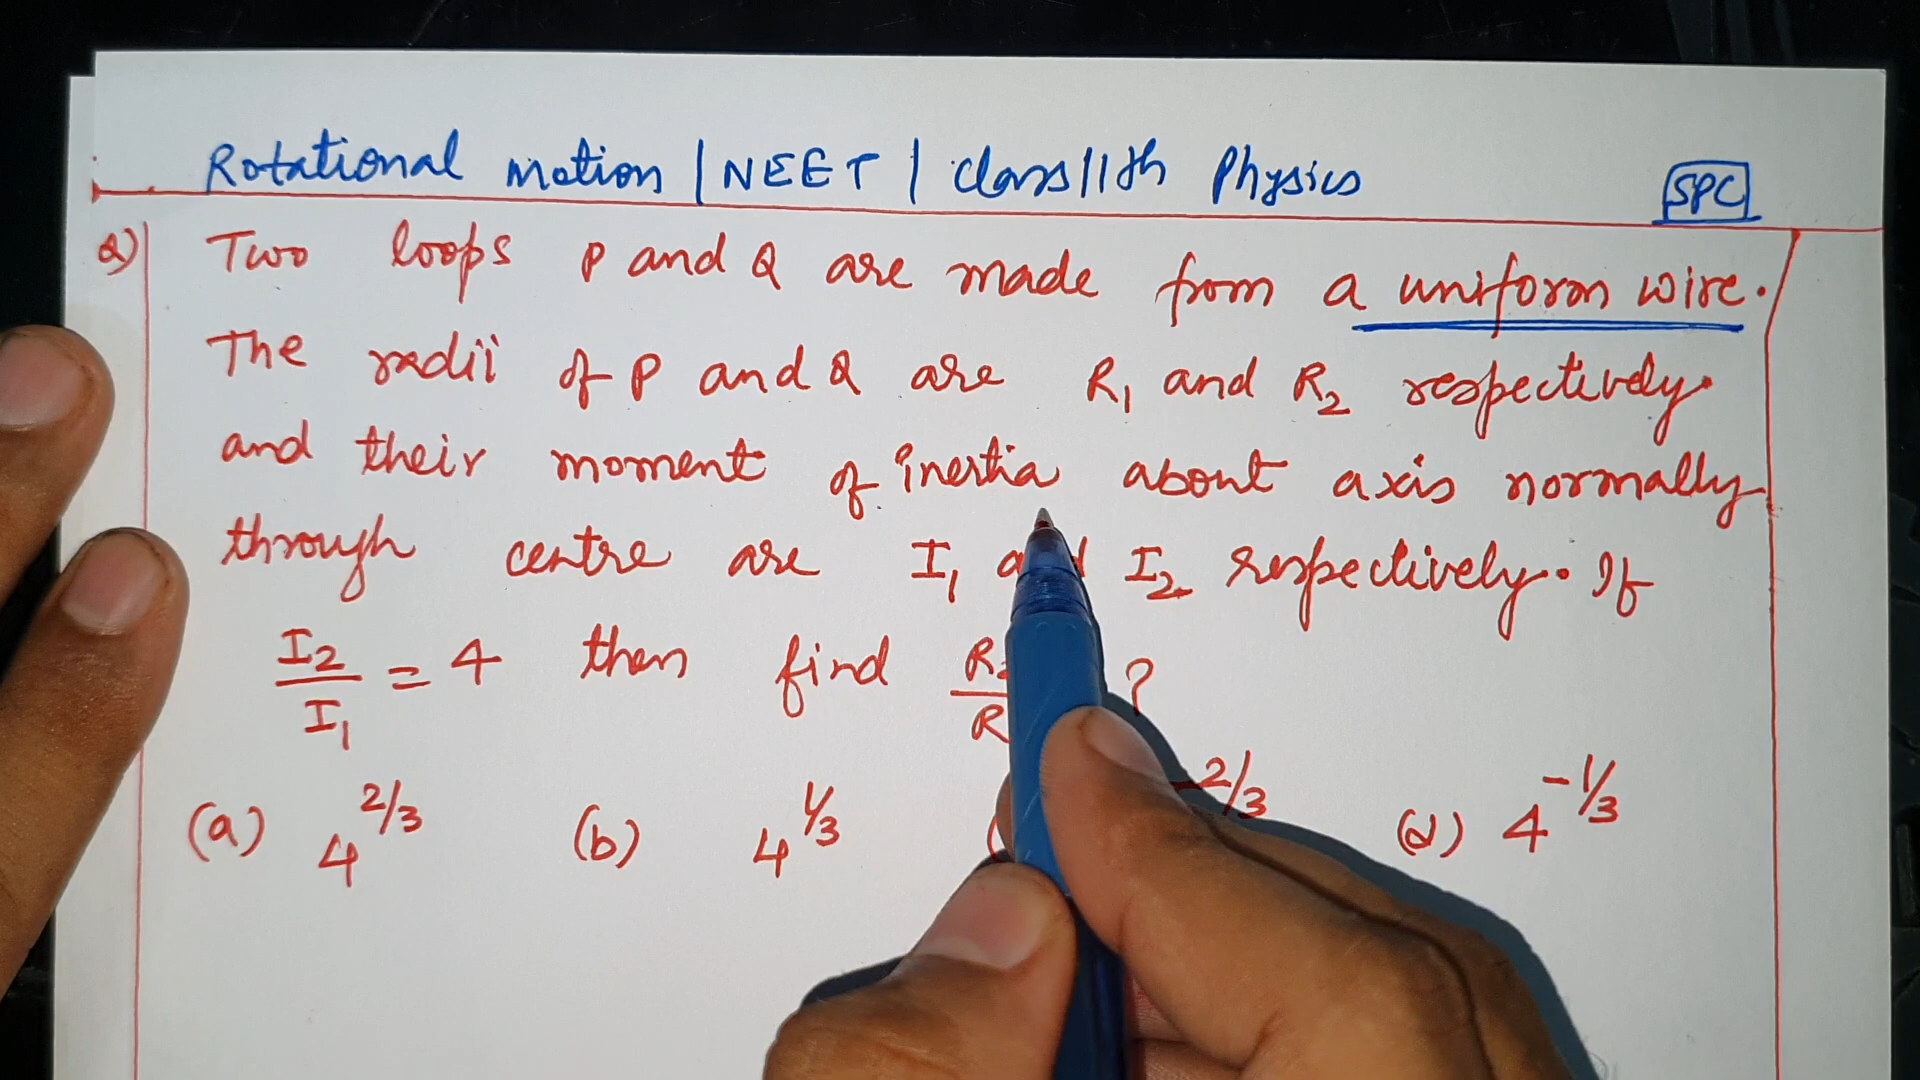 Rotational motion | NEET | class 11th Physics
SPC
Q) Two loops P and Q are made from a uniform wire.
The radii of P and Q are R₁ and R₂ respectively.
and their moment of inertia about axis normally
through centre are I₁ and I₂ respectively. If
I₂/I₁ = 4 then find R₂/R ?
(a) 4^2/3 (b) 4^1/3 ( -2/3 (d) 4^-1/3